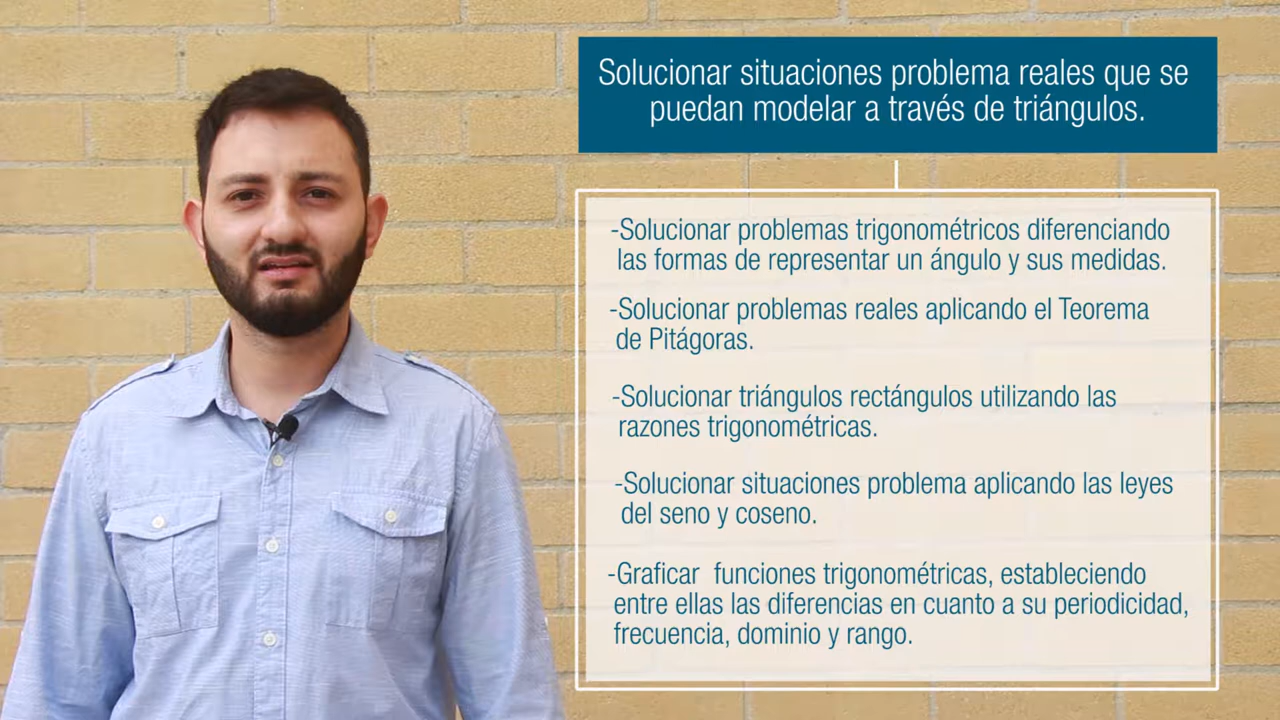 Solucionar situaciones problema reales que se
puedan modelar a través de triángulos.
-Solucionar problemas trigonométricos diferenciando
las formas de representar un ángulo y sus medidas.
-Solucionar problemas reales aplicando el Teorema
de Pitágoras.
-Solucionar triángulos rectángulos utilizando las
razones trigonométricas.
-Solucionar situaciones problema aplicando las leyes
del seno y coseno.
-Graficar  funciones trigonométricas, estableciendo
entre ellas las diferencias en cuanto a su periodicidad,
frecuencia, dominio y rango.